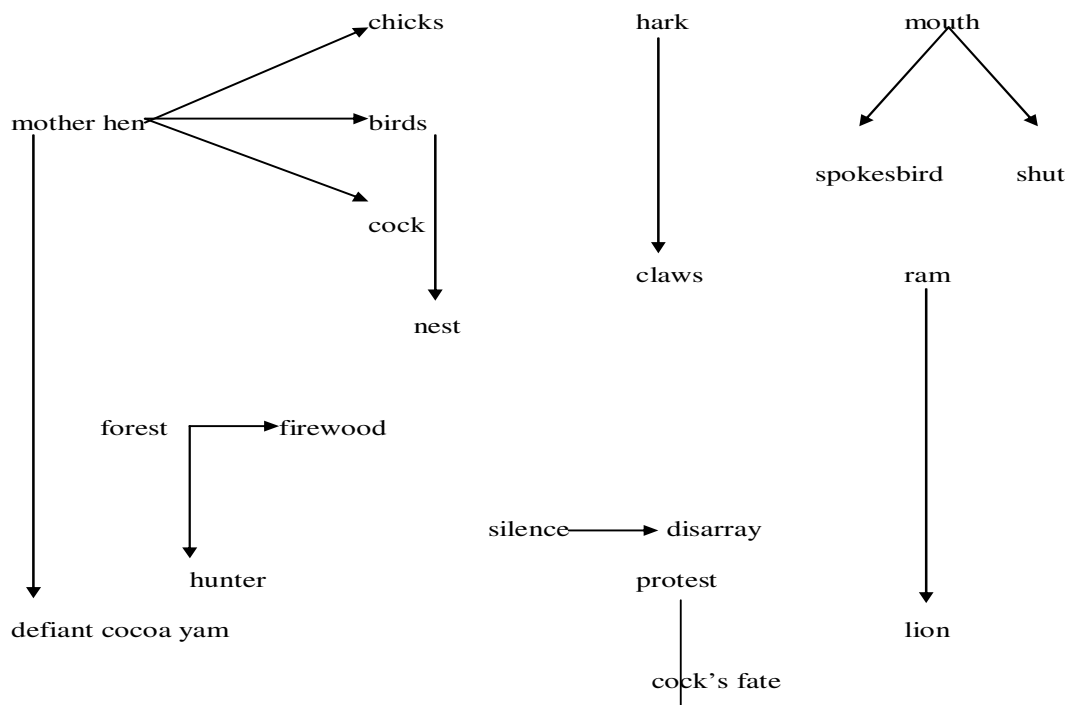 chicks hark mouth
mother hen birds
spokesbird shut
cock
claws ram
nest
forest firewood
silence disarray
hunter protest
defiant cocoa yam lion
cock's fate